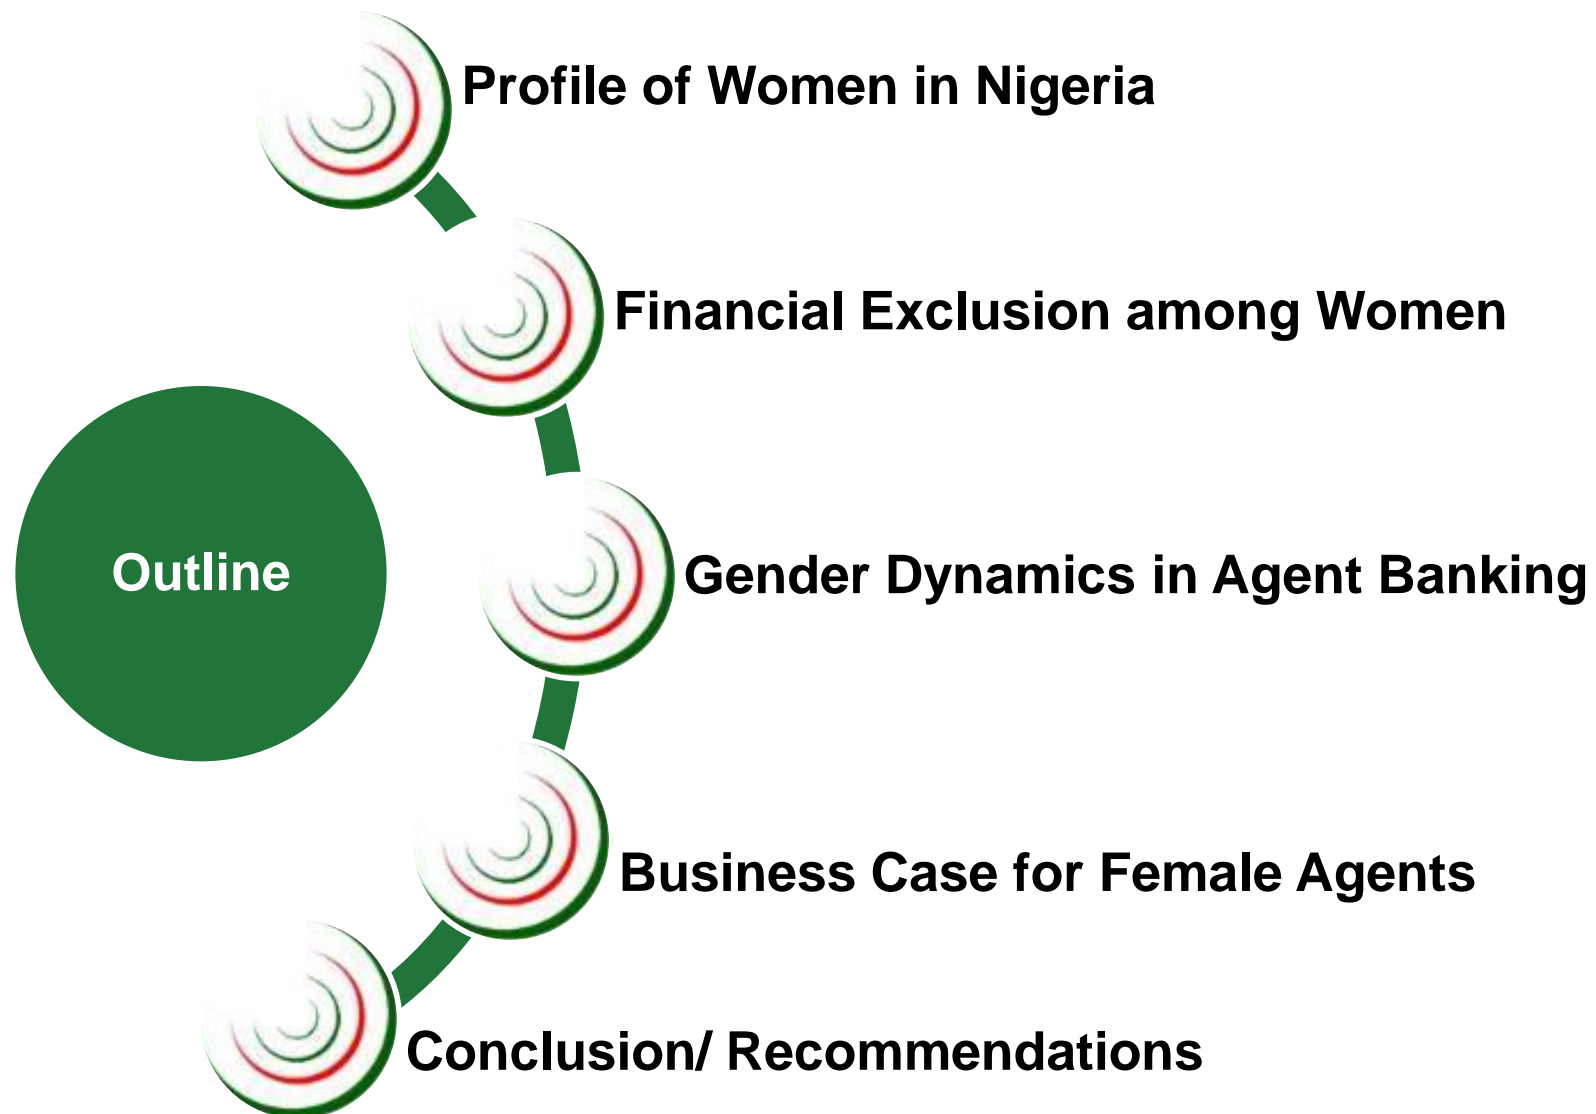 Profile of Women in Nigeria
Financial Exclusion among Women
Outline
Gender Dynamics in Agent Banking
Business Case for Female Agents
Conclusion/ Recommendations